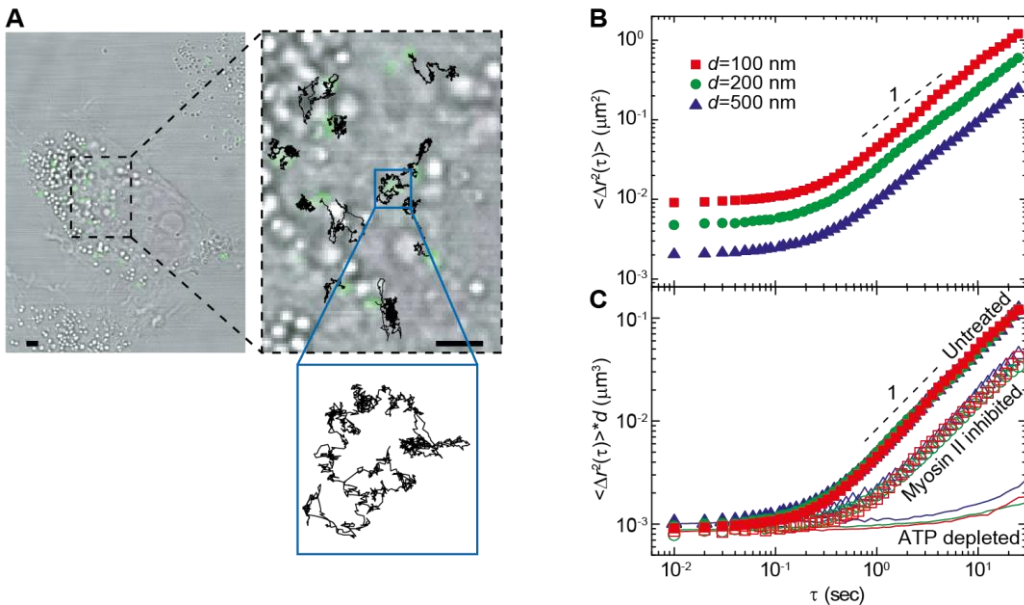 A
B
10⁰
10⁻¹
10⁻²
10⁻³
<Δr²(τ)> (μm²)
d=100 nm
d=200 nm
d=500 nm
1
C
10⁻¹
10⁻²
10⁻³
<Δr²(τ)>*d (μm³)
1
Untreated
Myosin II inhibited
ATP depleted
10⁻² 10⁻¹ 10⁰ 10¹
τ (sec)